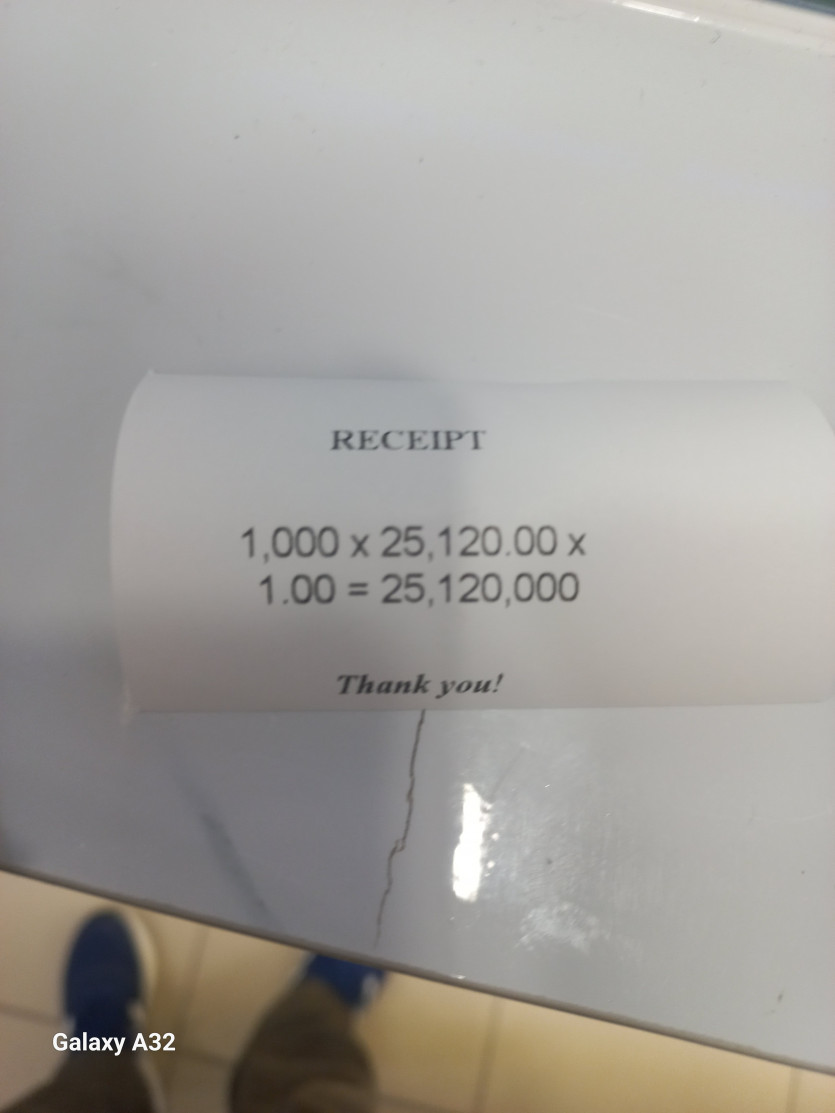 RECEIPT
1,000 x 25,120.00 x
1.00 = 25,120,000
Thank you!
Galaxy A32